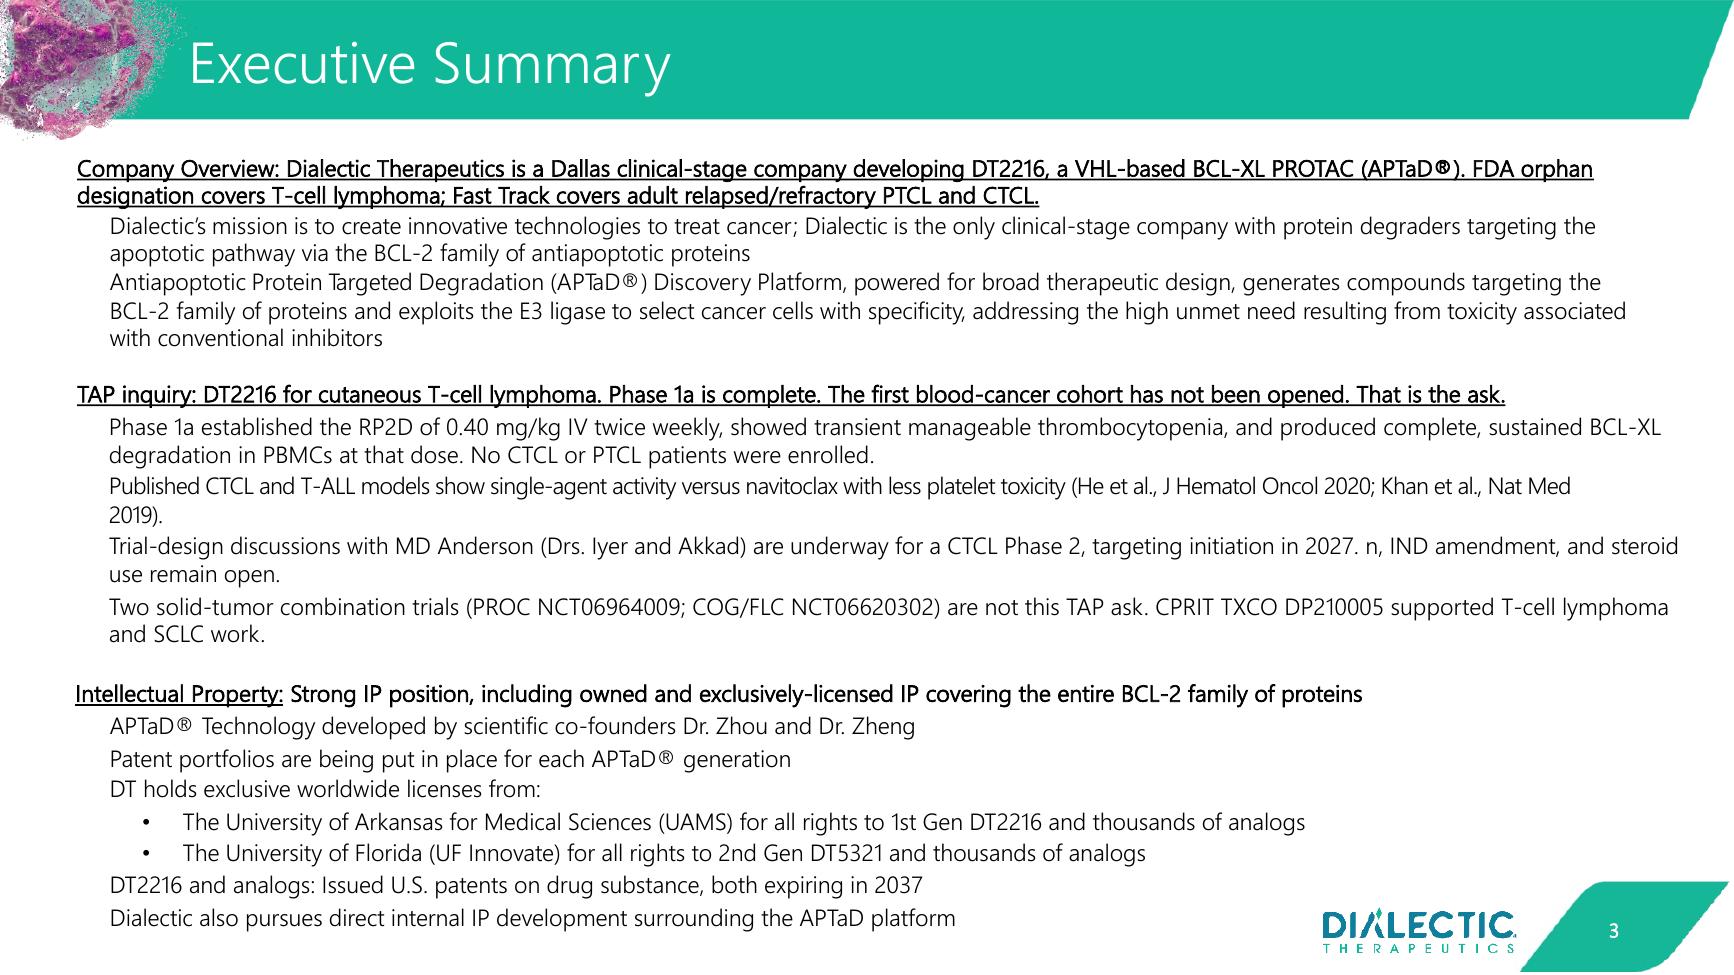 Executive Summary
Company Overview: Dialectic Therapeutics is a Dallas clinical-stage company developing DT2216, a VHL-based BCL-XL PROTAC (APTaD®). FDA orphan
designation covers T-cell lymphoma; Fast Track covers adult relapsed/refractory PTCL and CTCL.
Dialectic’s mission is to create innovative technologies to treat cancer; Dialectic is the only clinical-stage company with protein degraders targeting the
apoptotic pathway via the BCL-2 family of antiapoptotic proteins
Antiapoptotic Protein Targeted Degradation (APTaD®) Discovery Platform, powered for broad therapeutic design, generates compounds targeting the
BCL-2 family of proteins and exploits the E3 ligase to select cancer cells with specificity, addressing the high unmet need resulting from toxicity associated
with conventional inhibitors
TAP inquiry: DT2216 for cutaneous T-cell lymphoma. Phase 1a is complete. The first blood-cancer cohort has not been opened. That is the ask.
Phase 1a established the RP2D of 0.40 mg/kg IV twice weekly, showed transient manageable thrombocytopenia, and produced complete, sustained BCL-XL
degradation in PBMCs at that dose. No CTCL or PTCL patients were enrolled.
Published CTCL and T-ALL models show single-agent activity versus navitoclax with less platelet toxicity (He et al., J Hematol Oncol 2020; Khan et al., Nat Med
2019).
Trial-design discussions with MD Anderson (Drs. Iyer and Akkad) are underway for a CTCL Phase 2, targeting initiation in 2027. n, IND amendment, and steroid
use remain open.
Two solid-tumor combination trials (PROC NCT06964009; COG/FLC NCT06620302) are not this TAP ask. CPRIT TXCO DP210005 supported T-cell lymphoma
and SCLC work.
Intellectual Property: Strong IP position, including owned and exclusively-licensed IP covering the entire BCL-2 family of proteins
APTaD® Technology developed by scientific co-founders Dr. Zhou and Dr. Zheng
Patent portfolios are being put in place for each APTaD® generation
DT holds exclusive worldwide licenses from:
• The University of Arkansas for Medical Sciences (UAMS) for all rights to 1st Gen DT2216 and thousands of analogs
• The University of Florida (UF Innovate) for all rights to 2nd Gen DT5321 and thousands of analogs
DT2216 and analogs: Issued U.S. patents on drug substance, both expiring in 2037
Dialectic also pursues direct internal IP development surrounding the APTaD platform
DIALECTIC
THERAPEUTICS
3